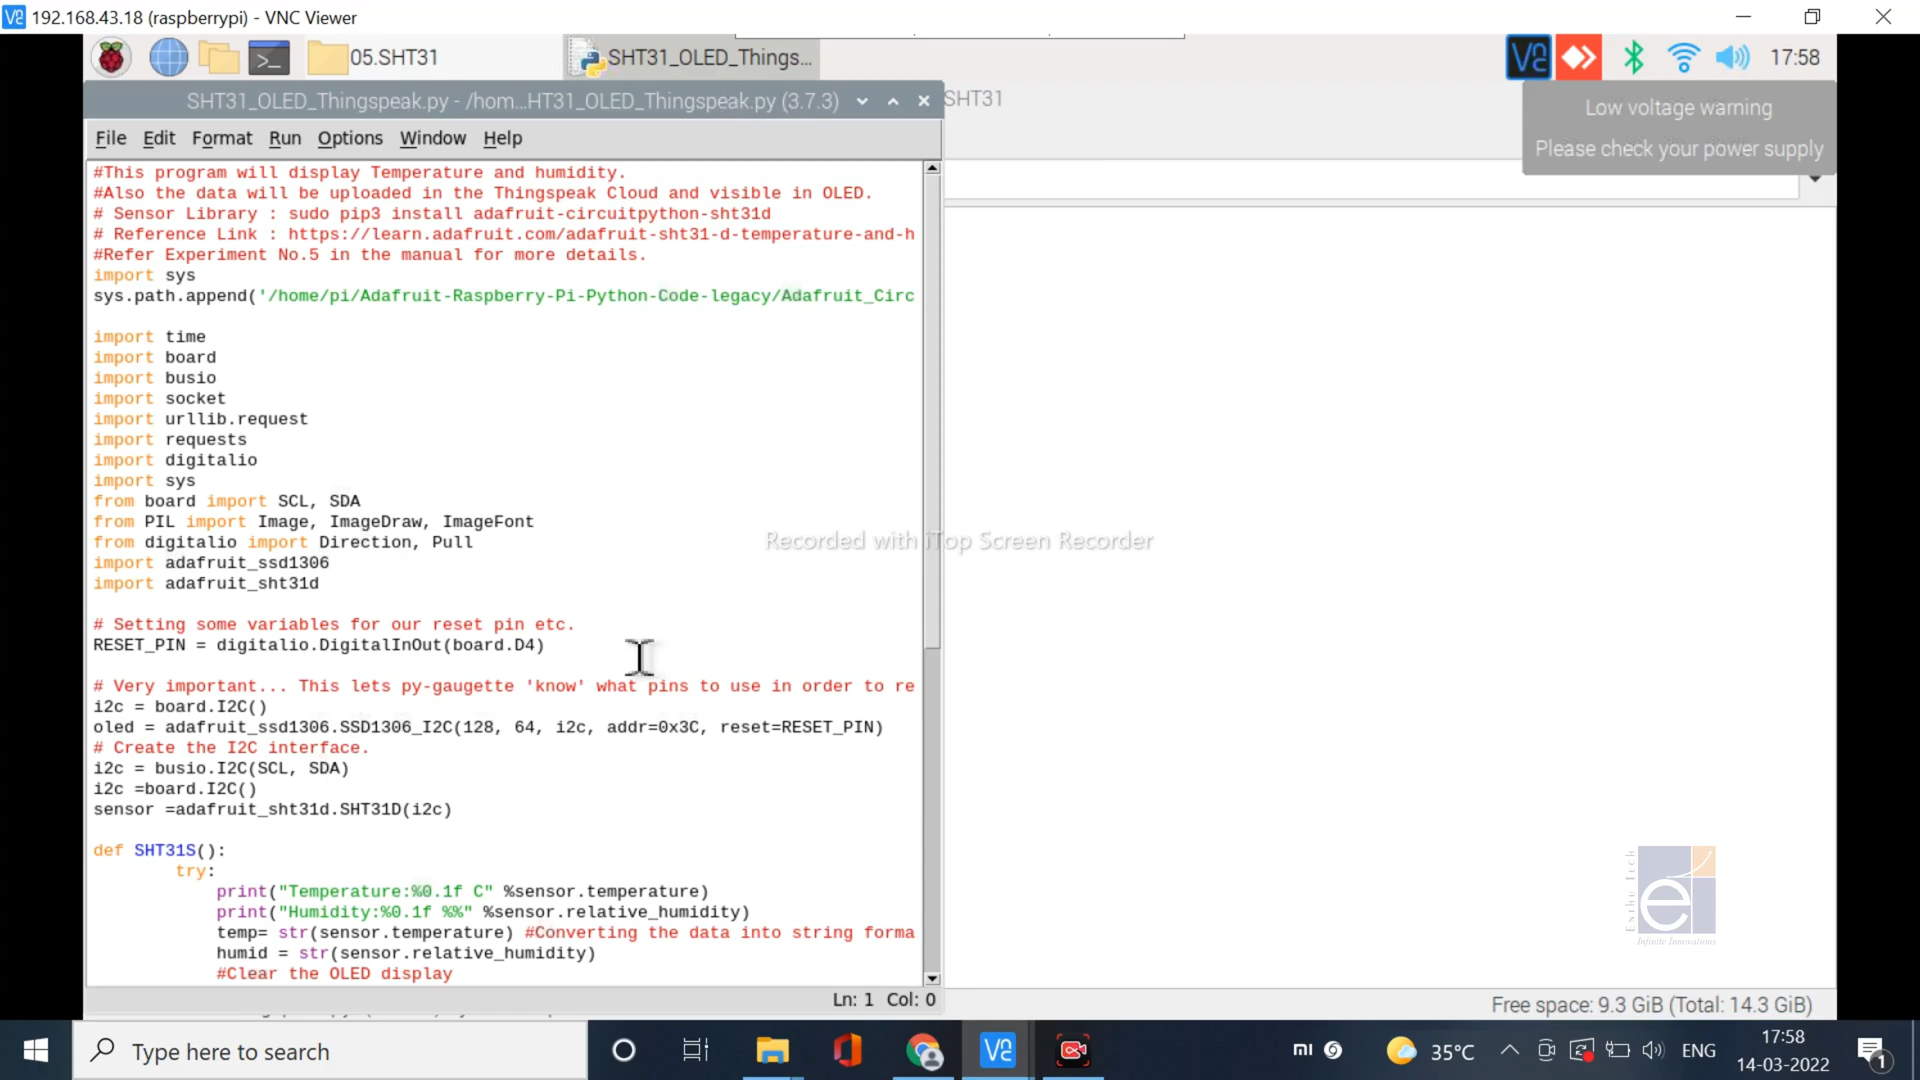 192.168.43.18 (raspberrypi) - VNC Viewer
05.SHT31
SHT31_OLED_Things...
17:58
SHT31_OLED_Thingspeak.py - /hom...HT31_OLED_Thingspeak.py (3.7.3)
SHT31
Low voltage warning
Please check your power supply
File Edit Format Run Options Window Help
#This program will display Temperature and humidity.
#Also the data will be uploaded in the Thingspeak Cloud and visible in OLED.
# Sensor Library : sudo pip3 install adafruit-circuitpython-sht31d
# Reference Link : https://learn.adafruit.com/adafruit-sht31-d-temperature-and-h
#Refer Experiment No.5 in the manual for more details.
import sys
sys.path.append('/home/pi/Adafruit-Raspberry-Pi-Python-Code-legacy/Adafruit_Circ
import time
import board
import busio
import socket
import urllib.request
import requests
import digitalio
import sys
from board import SCL, SDA
from PIL import Image, ImageDraw, ImageFont
from digitalio import Direction, Pull
import adafruit_ssd1306
import adafruit_sht31d
# Setting some variables for our reset pin etc.
RESET_PIN = digitalio.DigitalInOut(board.D4)
# Very important... This lets py-gaugette 'know' what pins to use in order to re
i2c = board.I2C()
oled = adafruit_ssd1306.SSD1306_I2C(128, 64, i2c, addr=0x3C, reset=RESET_PIN)
# Create the I2C interface.
i2c = busio.I2C(SCL, SDA)
i2c =board.I2C()
sensor =adafruit_sht31d.SHT31D(i2c)
def SHT31S():
try:
print("Temperature:%0.1f C" %sensor.temperature)
print("Humidity:%0.1f %%" %sensor.relative_humidity)
temp= str(sensor.temperature) #Converting the data into string forma
humid = str(sensor.relative_humidity)
#Clear the OLED display
Ln: 1 Col: 0
Recorded with iTop Screen Recorder
Enthu Tech
e
Infinite Innovations
Free space: 9.3 GiB (Total: 14.3 GiB)
Type here to search
35°C
ENG
17:58
14-03-2022
1